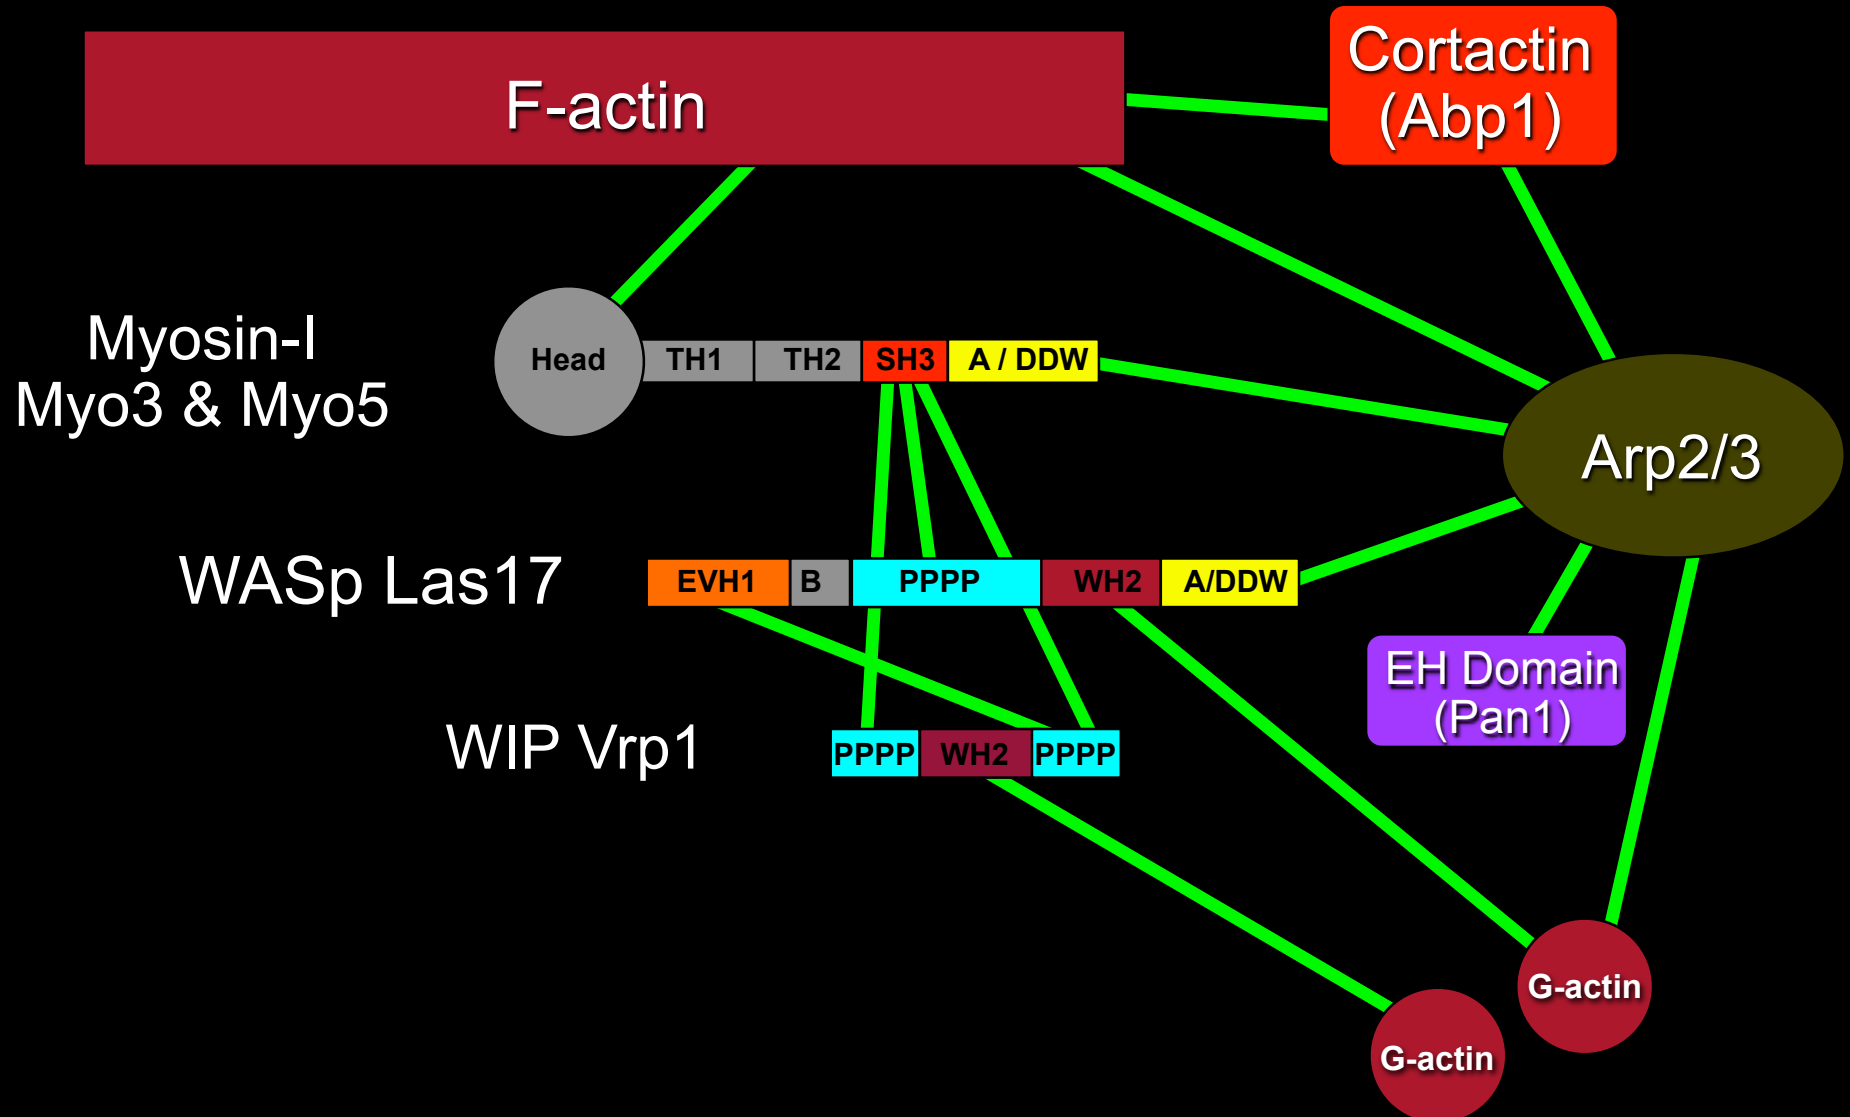 F-actin
Cortactin
(Abp1)
Myosin-I
Myo3 & Myo5
Head
TH1
TH2
SH3
A / DDW
Arp2/3
WASp Las17
EVH1
B
PPPP
WH2
A/DDW
EH Domain
(Pan1)
WIP Vrp1
PPPP
WH2
PPPP
G-actin
G-actin